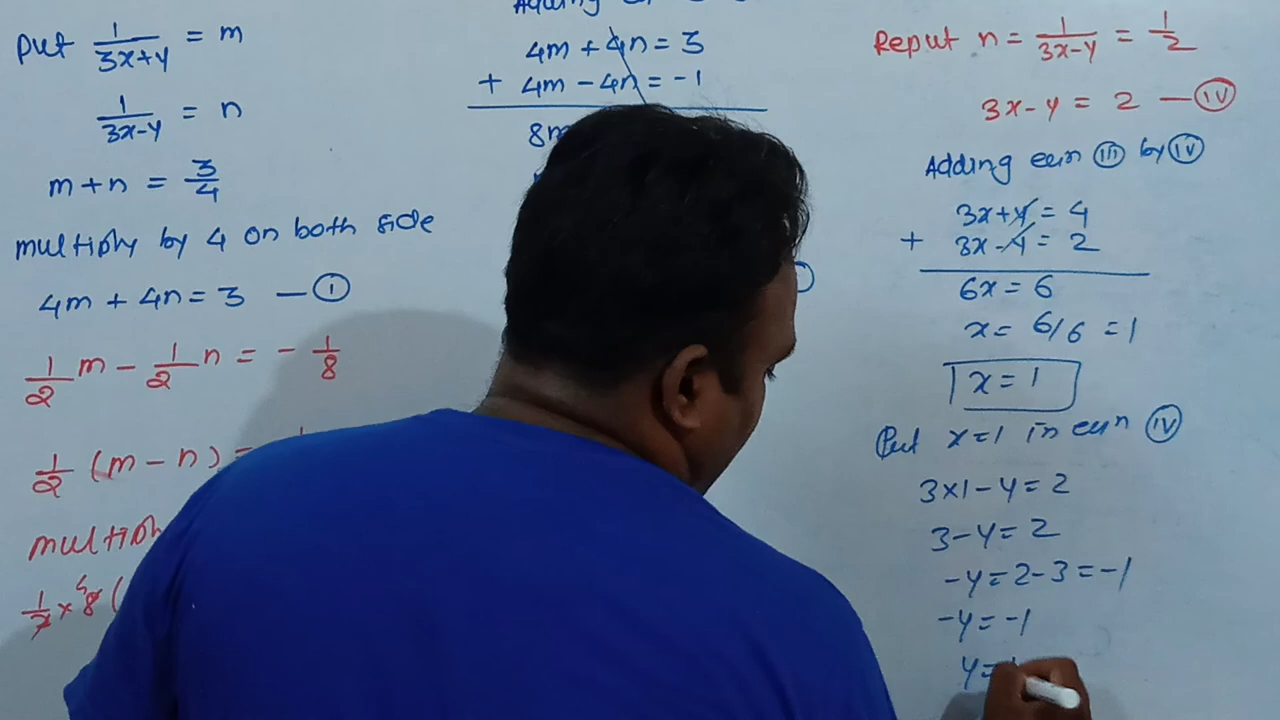 Put 1/(3x+y) = m
1/(3x-y) = n
m+n = 3/4
multiply by 4 on both side
4m + 4n = 3 — (i)
1/2 m - 1/2 n = - 1/8
1/2 (m - n) =
1/2 × 8 4 (
Adding
4m + 4n = 3
+ 4m - 4n = -1
8m
Reput n = 1/(3x-y) = 1/2
3x - y = 2 — (iv)
Adding eqn (iii) by (iv)
3x+y = 4
+ 3x-y = 2
6x = 6
x = 6/6 = 1
x = 1
Put x=1 in eqn (iv)
3×1-y = 2
3-y = 2
-y = 2-3 = -1
-y = -1
y =